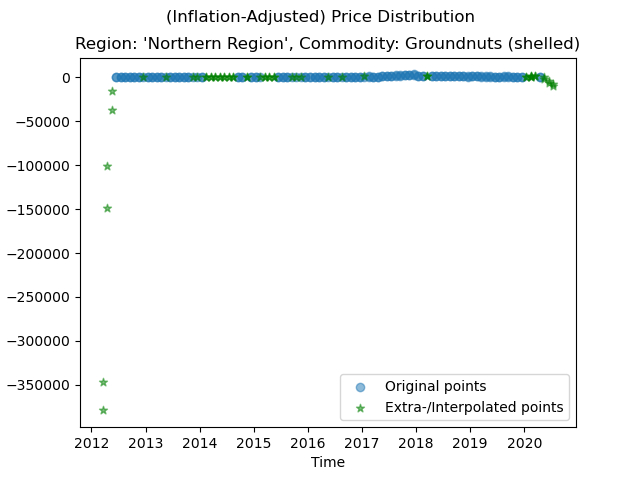 (Inflation-Adjusted) Price Distribution
Region: 'Northern Region', Commodity: Groundnuts (shelled)
0
−50000
−100000
−150000
−200000
−250000
−300000
−350000
Original points
Extra-/Interpolated points
2012 2013 2014 2015 2016 2017 2018 2019 2020
Time